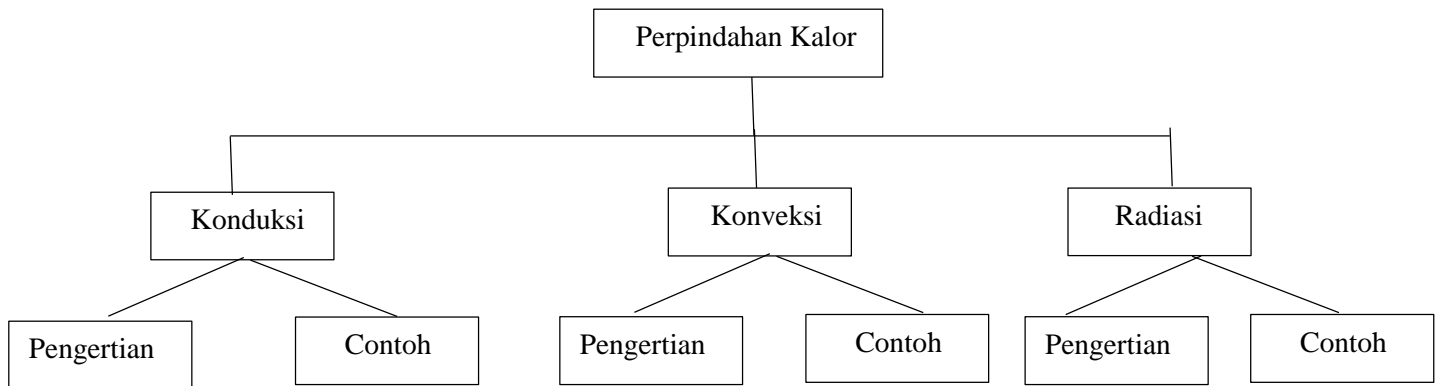 Perpindahan Kalor
Konduksi
Konveksi
Radiasi
Pengertian
Contoh
Pengertian
Contoh
Pengertian
Contoh